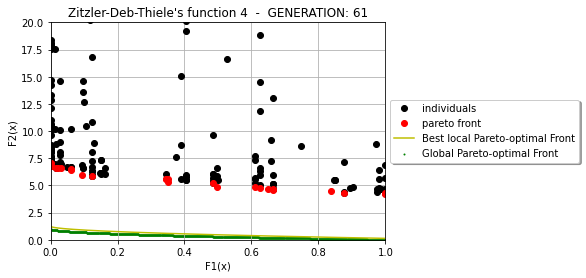 Zitzler-Deb-Thiele's function 4 - GENERATION: 61
20.0
17.5
15.0
12.5
10.0
7.5
5.0
2.5
0.0
F2(x)
0.0 0.2 0.4 0.6 0.8 1.0
F1(x)
individuals
pareto front
Best local Pareto-optimal Front
Global Pareto-optimal Front